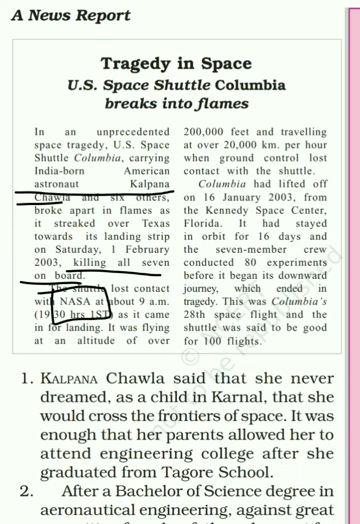 A News Report
Tragedy in Space
U.S. Space Shuttle Columbia
breaks into flames
In an unprecedented
space tragedy, U.S. Space
Shuttle Columbia, carrying
India-born American
astronaut Kalpana
Chawla and six others,
broke apart in flames as
it streaked over Texas
towards its landing strip
on Saturday, 1 February
2003, killing all seven
on board.
The shuttle lost contact
with NASA at about 9 a.m.
(1930 hrs IST) as it came
in for landing. It was flying
at an altitude of over
200,000 feet and travelling
at over 20,000 km. per hour
when ground control lost
contact with the shuttle.
Columbia had lifted off
on 16 January 2003, from
the Kennedy Space Center,
Florida. It had stayed
in orbit for 16 days and
the seven-member crew
conducted 80 experiments
before it began its downward
journey, which ended in
tragedy. This was Columbia's
28th space flight and the
shuttle was said to be good
for 100 flights.
1. KALPANA Chawla said that she never
dreamed, as a child in Karnal, that she
would cross the frontiers of space. It was
enough that her parents allowed her to
attend engineering college after she
graduated from Tagore School.
2. After a Bachelor of Science degree in
aeronautical engineering, against great